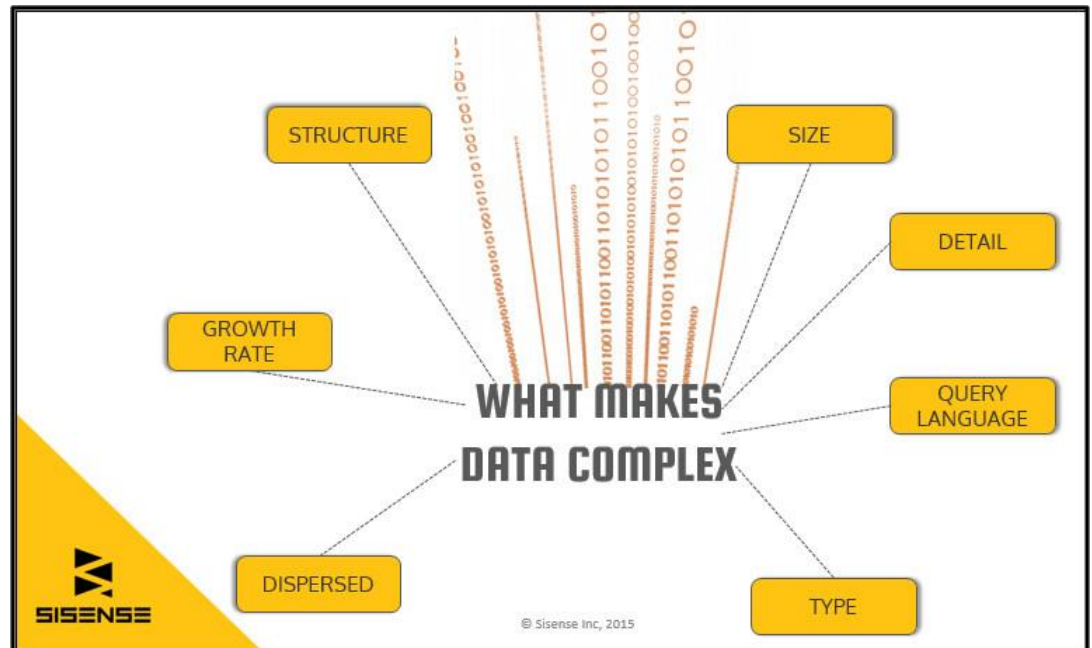 STRUCTURE
SIZE
DETAIL
GROWTH
RATE
WHAT MAKES
DATA COMPLEX
QUERY
LANGUAGE
DISPERSED
TYPE
SISENSE
© Sisense Inc, 2015